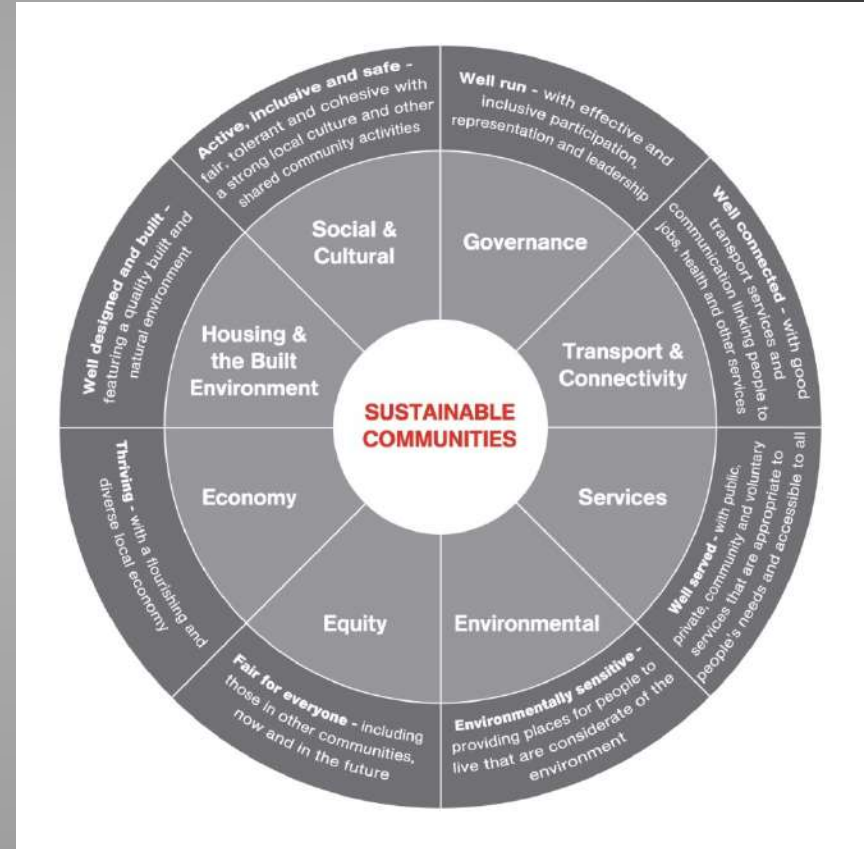 SUSTAINABLE
COMMUNITIES
Governance
Well run - with effective and
inclusive participation,
representation and leadership
Transport &
Connectivity
Well connected - with good
transport services and
communication linking people to
jobs, health and other services
Services
Well served - with public,
private, community and voluntary
services that are appropriate to
people's needs and accessible to all
Environmental
Environmentally sensitive -
providing places for people to
live that are considerate of the
environment
Equity
Fair for everyone - including
those in other communities,
now and in the future
Economy
Thriving - with a flourishing and
diverse local economy
Housing &
the Built
Environment
Well designed and built -
featuring a quality built and
natural environment
Social &
Cultural
Active, inclusive and safe -
fair, tolerant and cohesive with
a strong local culture and other
shared community activities